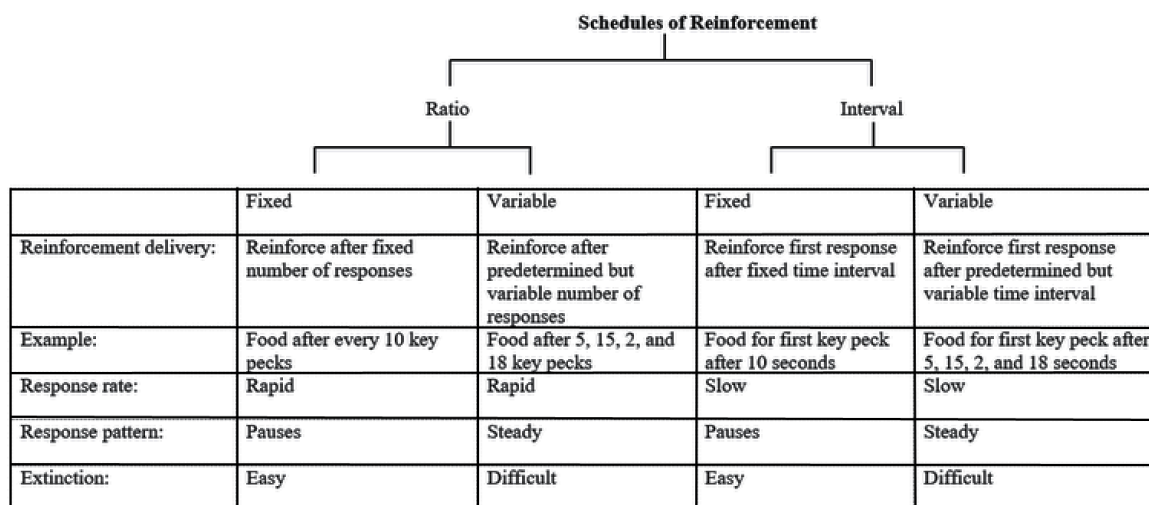 Schedules of Reinforcement
Ratio
Interval
Fixed
Variable
Fixed
Variable
Reinforcement delivery:
Reinforce after fixed
number of responses
Reinforce after
predetermined but
variable number of
responses
Reinforce first response
after fixed time interval
Reinforce first response
after predetermined but
variable time interval
Example:
Food after every 10 key
pecks
Food after 5, 15, 2, and
18 key pecks
Food for first key peck
after 10 seconds
Food for first key peck after
5, 15, 2, and 18 seconds
Response rate:
Rapid
Rapid
Slow
Slow
Response pattern:
Pauses
Steady
Pauses
Steady
Extinction:
Easy
Difficult
Easy
Difficult